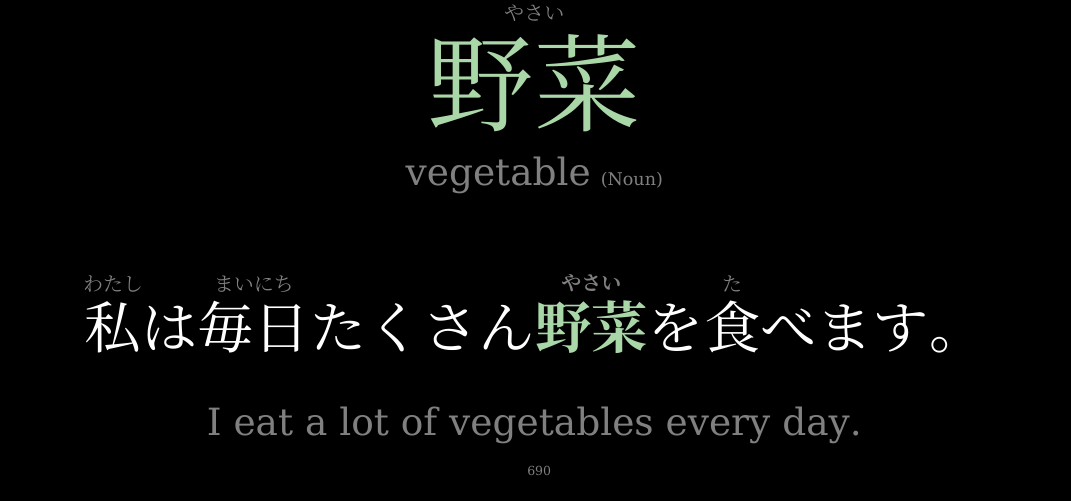 やさい
野菜
vegetable (Noun)
わたし まいにち やさい た
私は毎日たくさん野菜を食べます。
I eat a lot of vegetables every day.
690